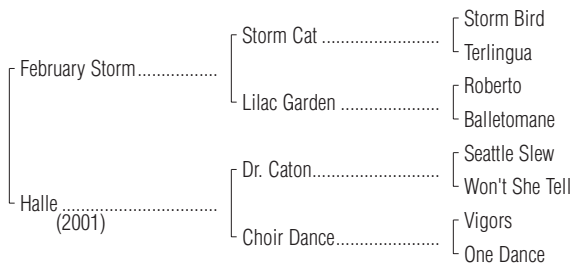 Storm Bird
Storm Cat
Terlingua
February Storm
Roberto
Lilac Garden
Balletomane
Seattle Slew
Dr. Caton
Won't She Tell
Halle
(2001)
Vigors
Choir Dance
One Dance